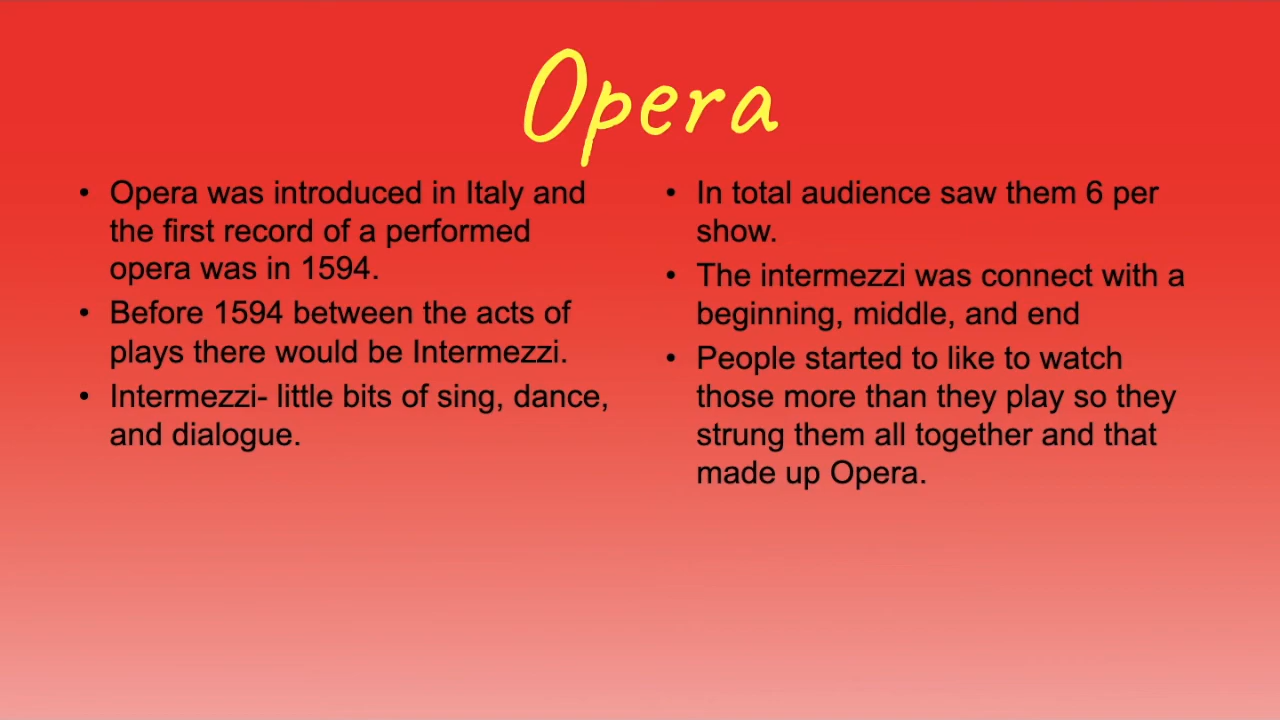 Opera
• Opera was introduced in Italy and
the first record of a performed
opera was in 1594.
• Before 1594 between the acts of
plays there would be Intermezzi.
• Intermezzi- little bits of sing, dance,
and dialogue.
• In total audience saw them 6 per
show.
• The intermezzi was connect with a
beginning, middle, and end
• People started to like to watch
those more than they play so they
strung them all together and that
made up Opera.